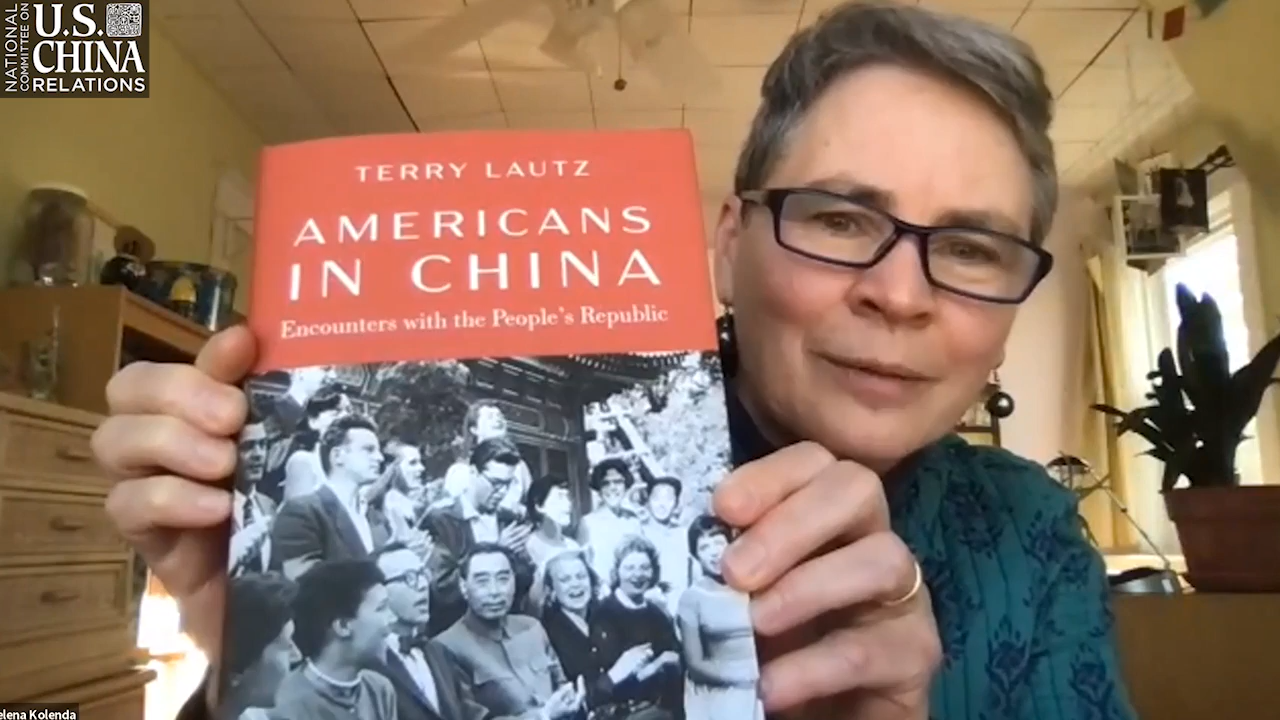 NATIONAL
COMMITTEE ON
U.S.
CHINA
RELATIONS
TERRY LAUTZ
AMERICANS
IN CHINA
Encounters with the People's Republic
elena Kolenda